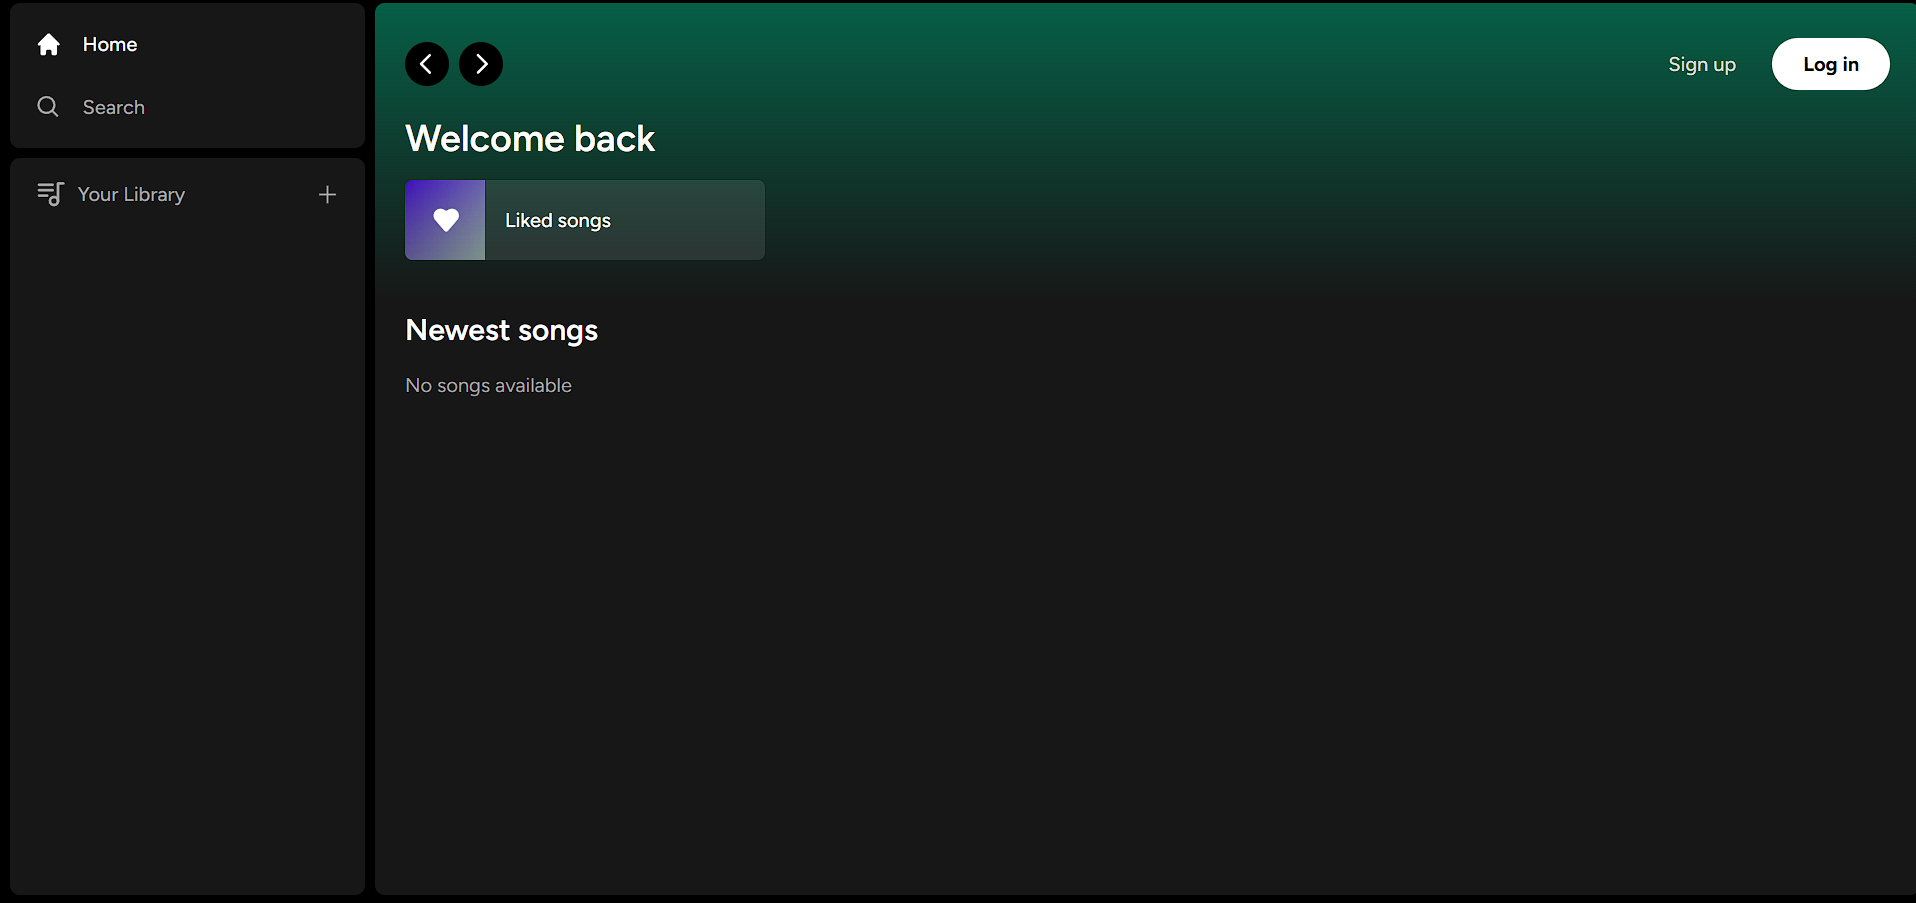 Home
Search
Your Library
Sign up
Log in
Welcome back
Liked songs
Newest songs
No songs available